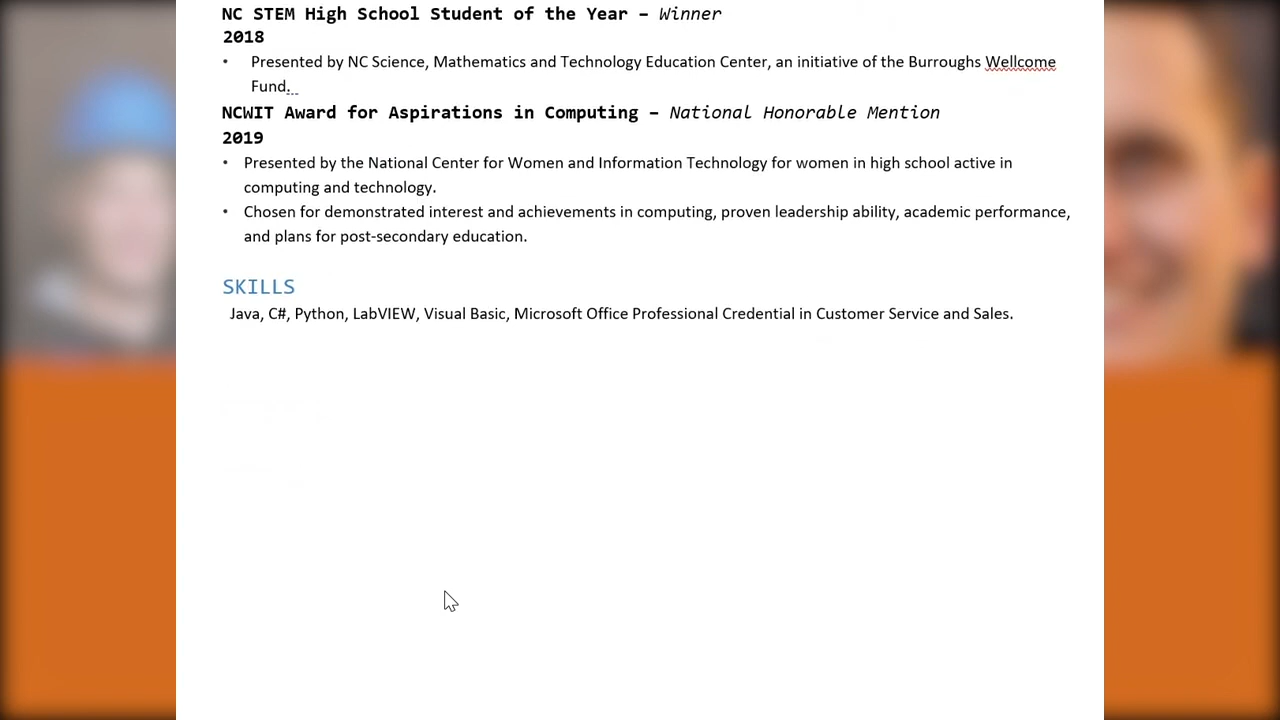 NC STEM High School Student of the Year – Winner
2018
• Presented by NC Science, Mathematics and Technology Education Center, an initiative of the Burroughs Wellcome
Fund.
NCWIT Award for Aspirations in Computing – National Honorable Mention
2019
• Presented by the National Center for Women and Information Technology for women in high school active in
computing and technology.
• Chosen for demonstrated interest and achievements in computing, proven leadership ability, academic performance,
and plans for post-secondary education.
SKILLS
Java, C#, Python, LabVIEW, Visual Basic, Microsoft Office Professional Credential in Customer Service and Sales.